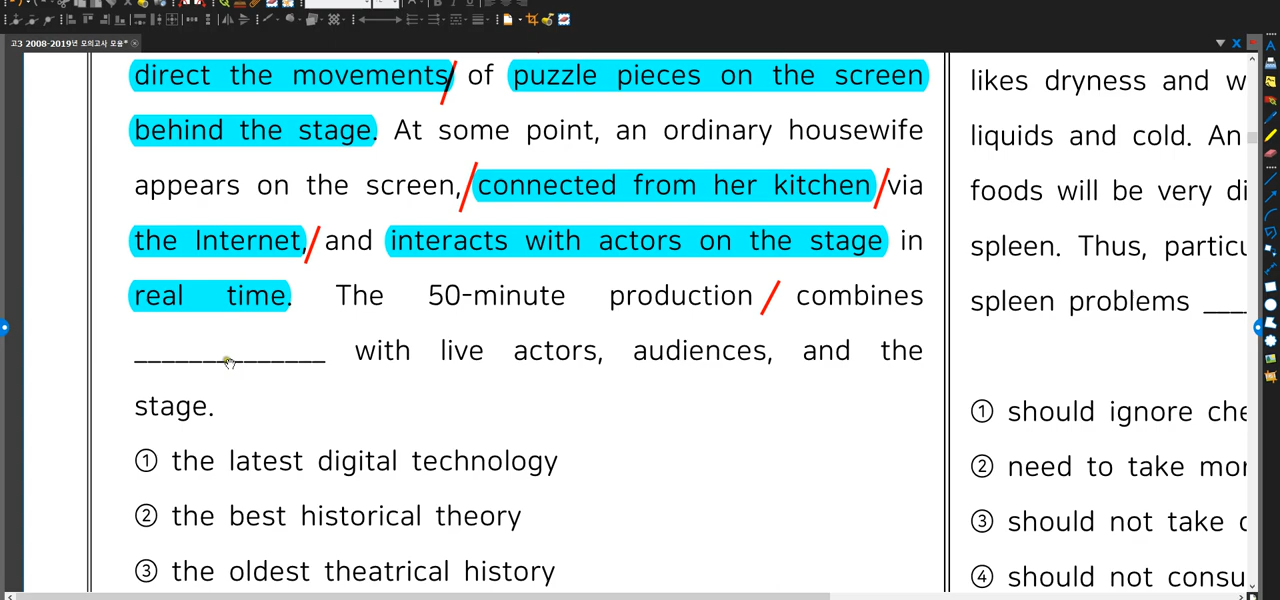 고3 2008-2019년 모의고사 모음*
direct the movements of puzzle pieces on the screen
behind the stage. At some point, an ordinary housewife
appears on the screen, connected from her kitchen via
the Internet, and interacts with actors on the stage in
real time. The 50-minute production combines
______________ with live actors, audiences, and the
stage.
① the latest digital technology
② the best historical theory
③ the oldest theatrical history
likes dryness and w
liquids and cold. An
foods will be very di
spleen. Thus, particu
spleen problems ___
① should ignore che
② need to take mor
③ should not take
④ should not consu